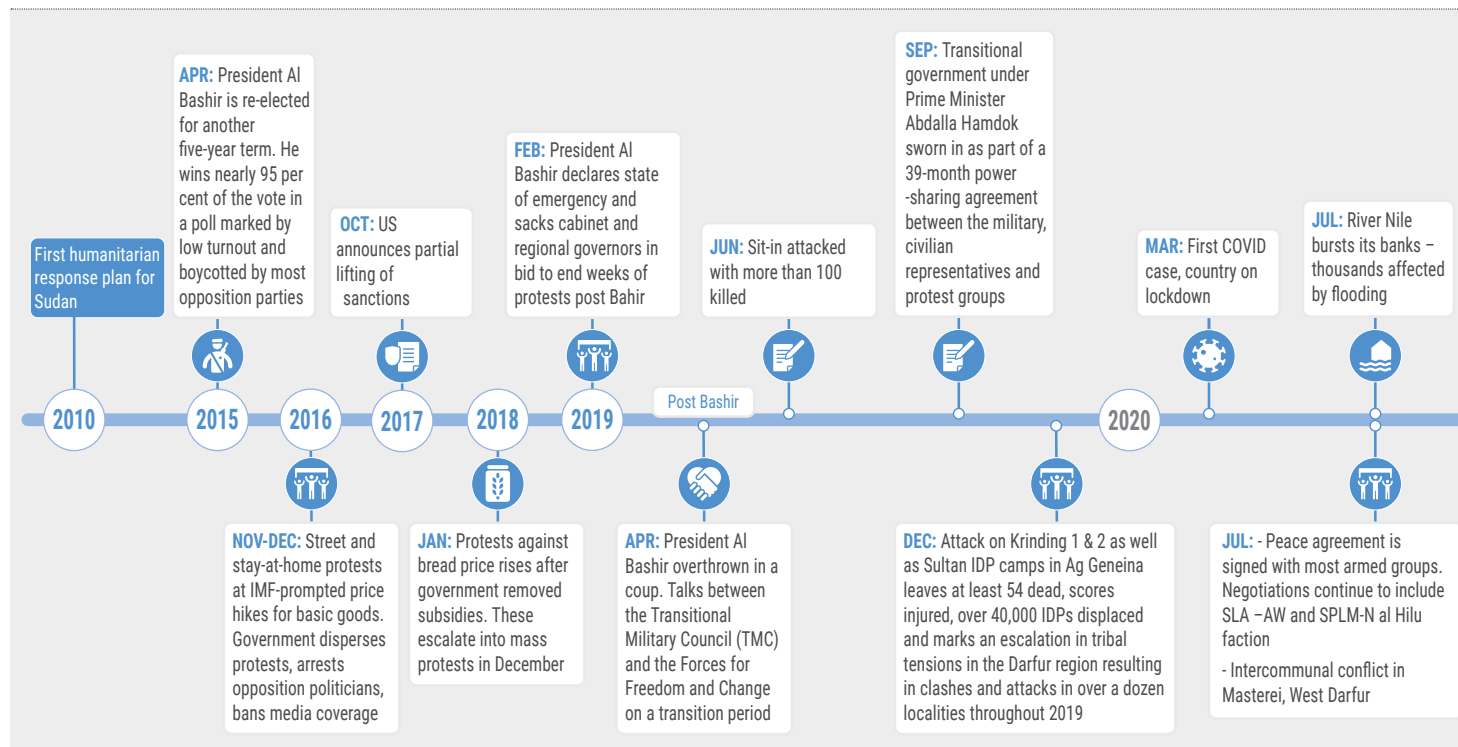 First humanitarian
response plan for
Sudan
APR: President Al
Bashir is re-elected
for another
five-year term. He
wins nearly 95 per
cent of the vote in
a poll marked by
low turnout and
boycotted by most
opposition parties
OCT: US
announces partial
lifting of
sanctions
FEB: President Al
Bashir declares state
of emergency and
sacks cabinet and
regional governors in
bid to end weeks of
protests post Bahir
JUN: Sit-in attacked
with more than 100
killed
SEP: Transitional
government under
Prime Minister
Abdalla Hamdok
sworn in as part of a
39-month power
-sharing agreement
between the military,
civilian
representatives and
protest groups
MAR: First COVID
case, country on
lockdown
JUL: River Nile
bursts its banks –
thousands affected
by flooding
2010
2015
2016
2017
2018
2019
Post Bashir
2020
NOV-DEC: Street and
stay-at-home protests
at IMF-prompted price
hikes for basic goods.
Government disperses
protests, arrests
opposition politicians,
bans media coverage
JAN: Protests against
bread price rises after
government removed
subsidies. These
escalate into mass
protests in December
APR: President Al
Bashir overthrown in a
coup. Talks between
the Transitional
Military Council (TMC)
and the Forces for
Freedom and Change
on a transition period
DEC: Attack on Krinding 1 & 2 as well
as Sultan IDP camps in Ag Geneina
leaves at least 54 dead, scores
injured, over 40,000 IDPs displaced
and marks an escalation in tribal
tensions in the Darfur region resulting
in clashes and attacks in over a dozen
localities throughout 2019
JUL: - Peace agreement is
signed with most armed groups.
Negotiations continue to include
SLA –AW and SPLM-N al Hilu
faction
- Intercommunal conflict in
Masterei, West Darfur